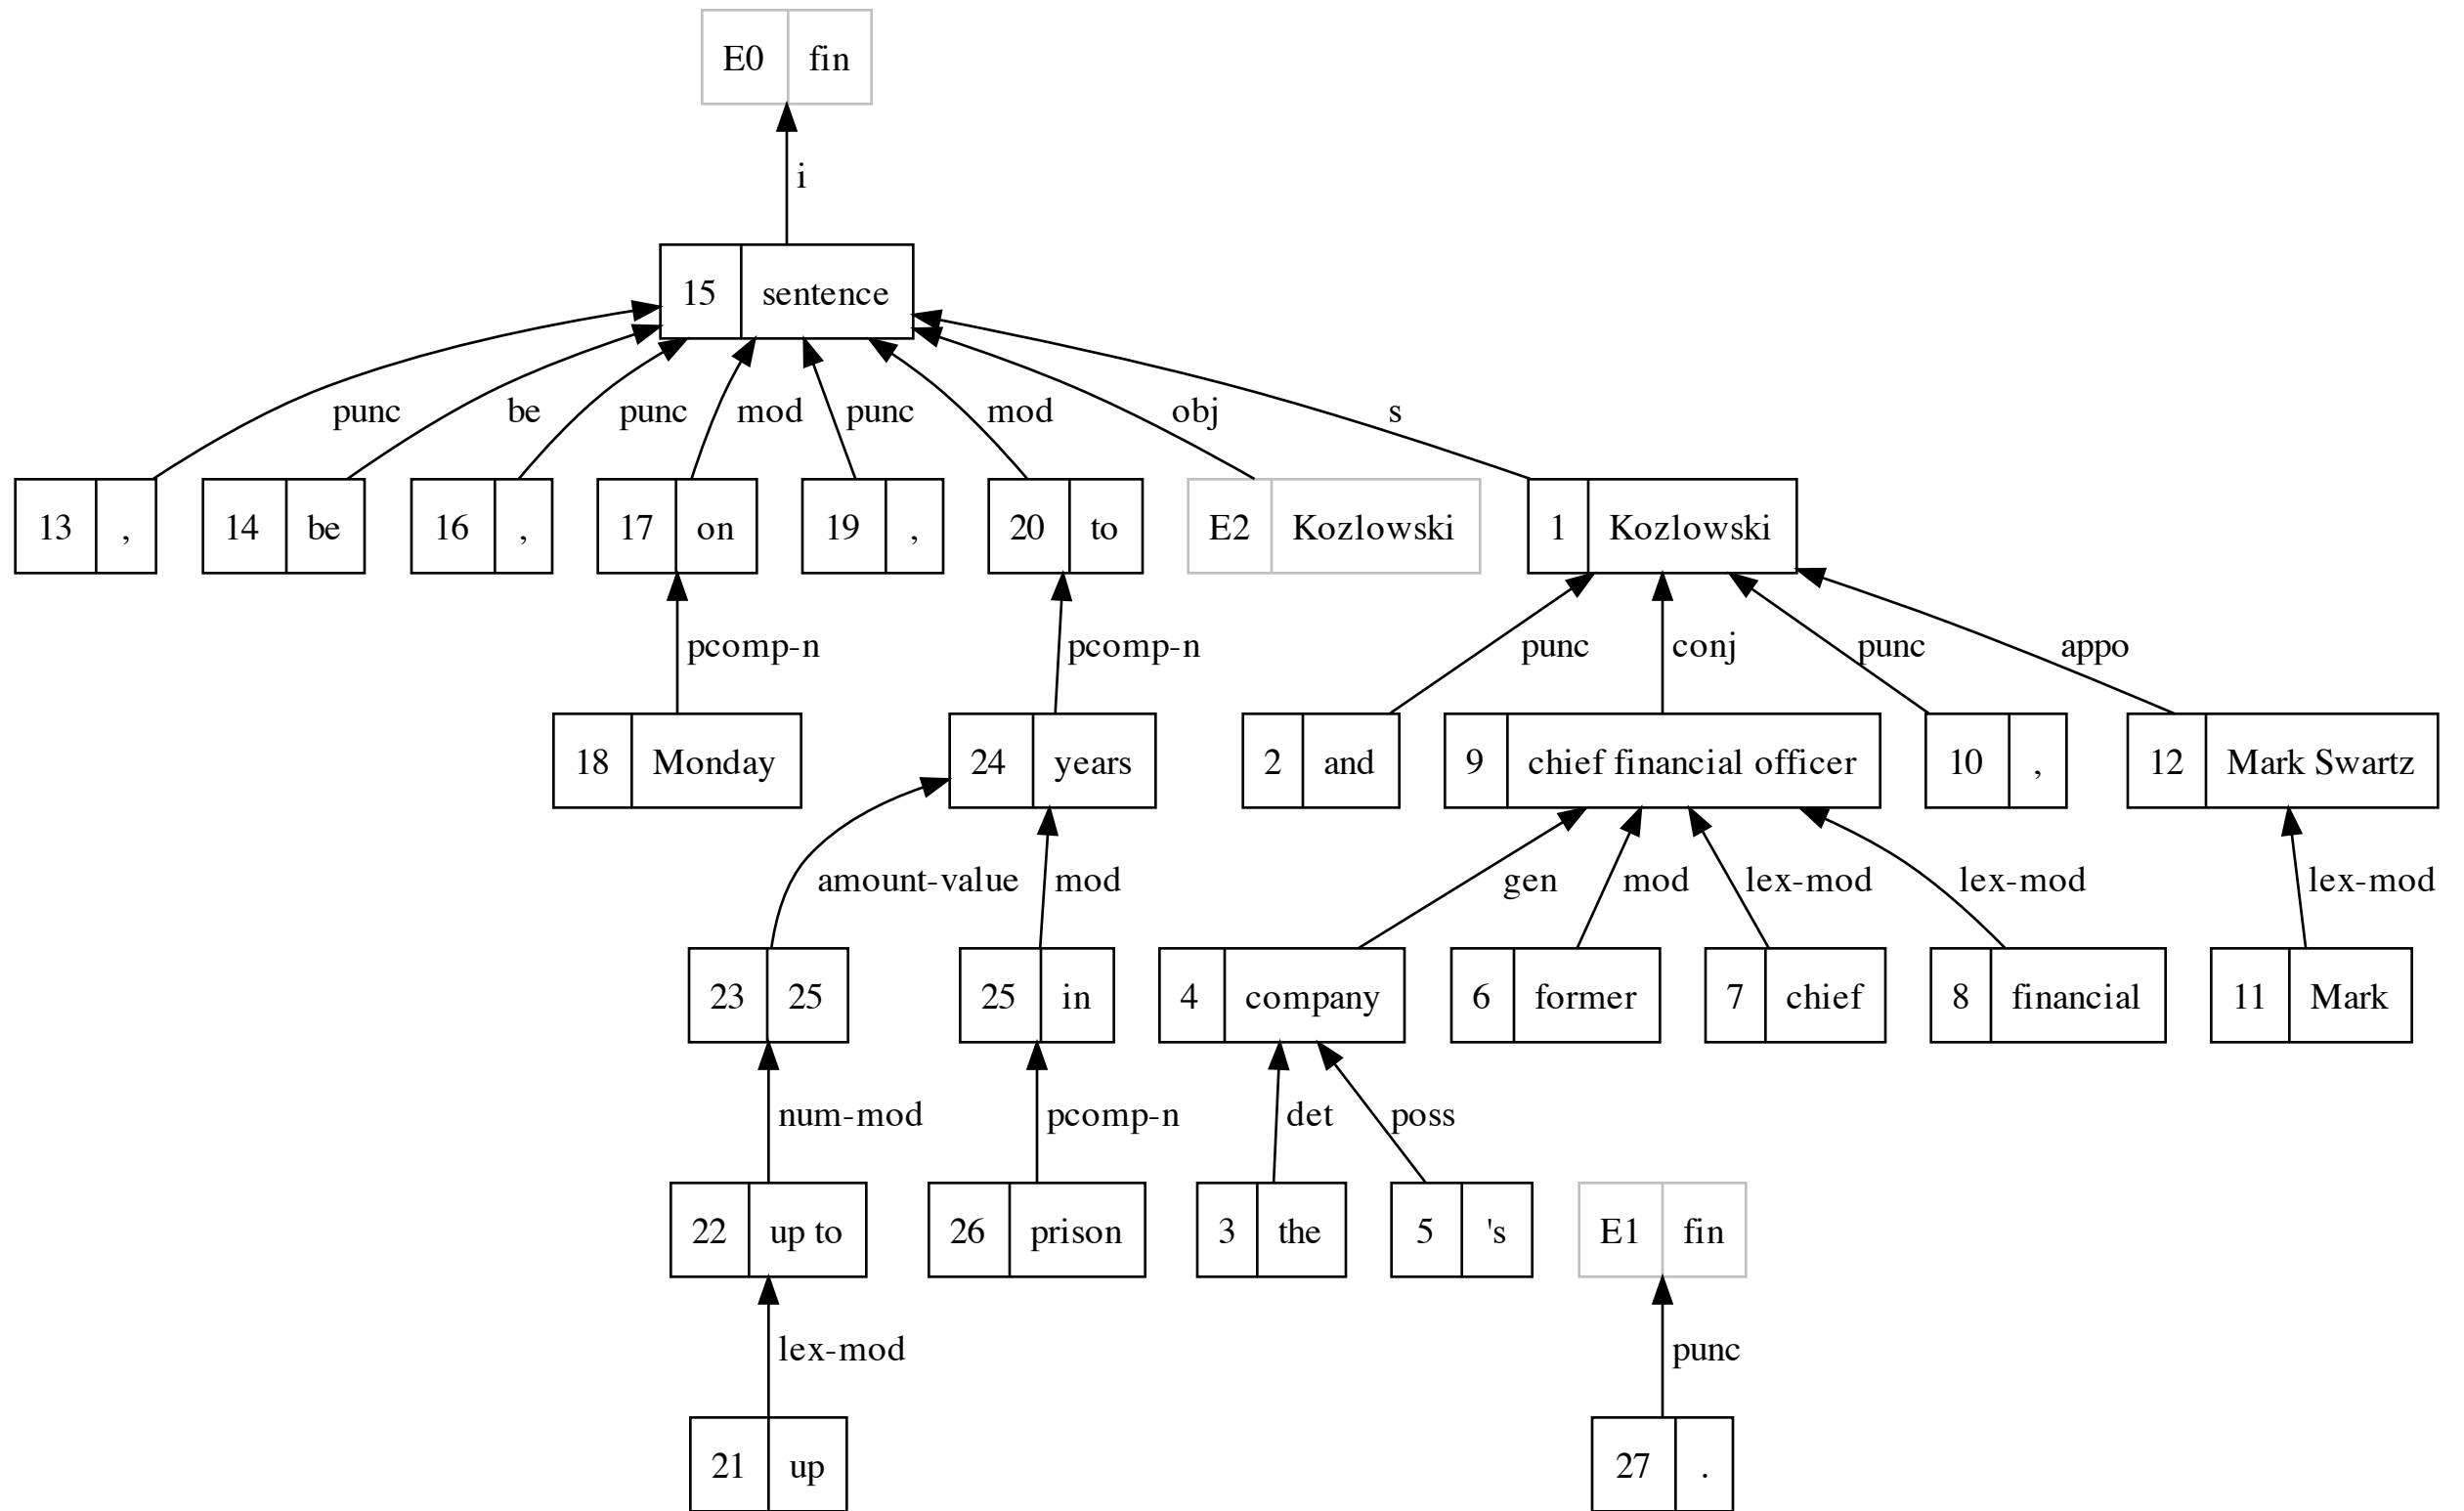 E0 fin
i
15 sentence
punc be punc mod punc mod obj s
13 , 14 be 16 , 17 on 19 , 20 to E2 Kozlowski 1 Kozlowski
pcomp-n pcomp-n punc conj punc appo
18 Monday 24 years 2 and 9 chief financial officer 10 , 12 Mark Swartz
amount-value mod gen mod lex-mod lex-mod lex-mod
23 25 25 in 4 company 6 former 7 chief 8 financial 11 Mark
num-mod pcomp-n det poss
22 up to 26 prison 3 the 5 's E1 fin
lex-mod punc
21 up 27 .